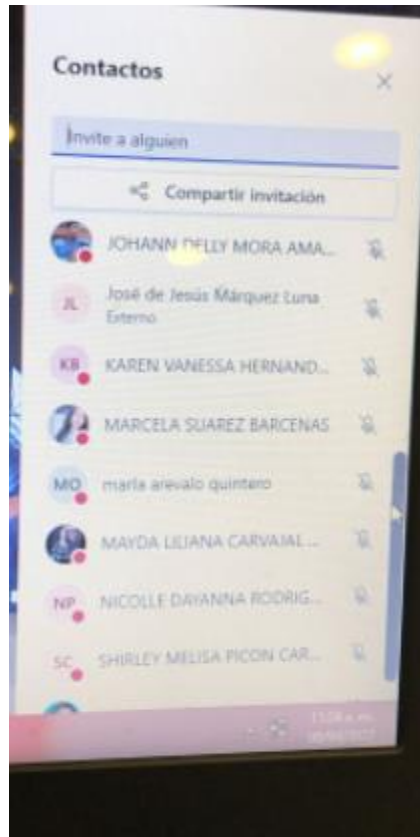 Contactos
Invite a alguien
Compartir invitación
JOHANN DELLY MORA AMA...
JL José de Jesús Márquez Luna
Externo
KB KAREN VANESSA HERNAND...
MARCELA SUAREZ BARCENAS
MO maria arevalo quintero
MAYDA LILIANA CARVAJAL ...
NP NICOLLE DAYANNA RODRIG...
SC SHIRLEY MELISA PICON CAR...